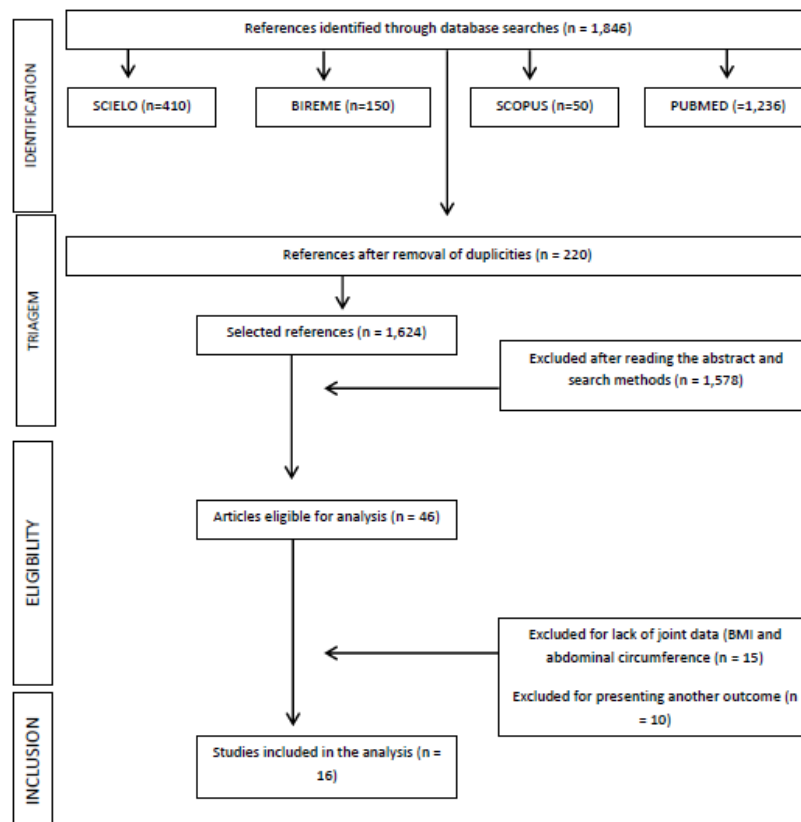 References identified through database searches (n = 1,846)
IDENTIFICATION
SCIELO (n=410)
BIREME (n=150)
SCOPUS (n=50)
PUBMED (=1,236)
TRIAGEM
References after removal of duplicities (n = 220)
Selected references (n = 1,624)
Excluded after reading the abstract and
search methods (n = 1,578)
ELIGIBILITY
Articles eligible for analysis (n = 46)
Excluded for lack of joint data (BMI and
abdominal circumference (n = 15)
Excluded for presenting another outcome (n
= 10)
INCLUSION
Studies included in the analysis (n =
16)